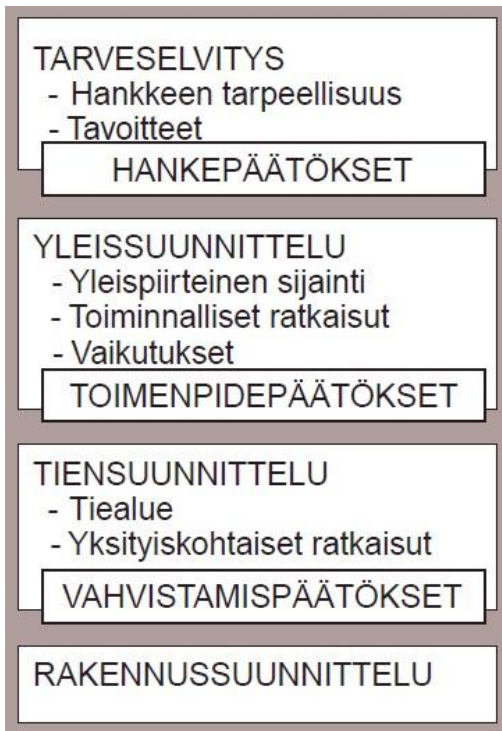 TARVESELVITYS
- Hankkeen tarpeellisuus
- Tavoitteet
HANKEPÄÄTÖKSET
YLEISSUUNNITTELU
- Yleispiirteinen sijainti
- Toiminnalliset ratkaisut
- Vaikutukset
TOIMENPIDEPÄÄTÖKSET
TIENSUUNNITTELU
- Tiealue
- Yksityiskohtaiset ratkaisut
VAHVISTAMISPÄÄTÖKSET
RAKENNUSSUUNNITTELU